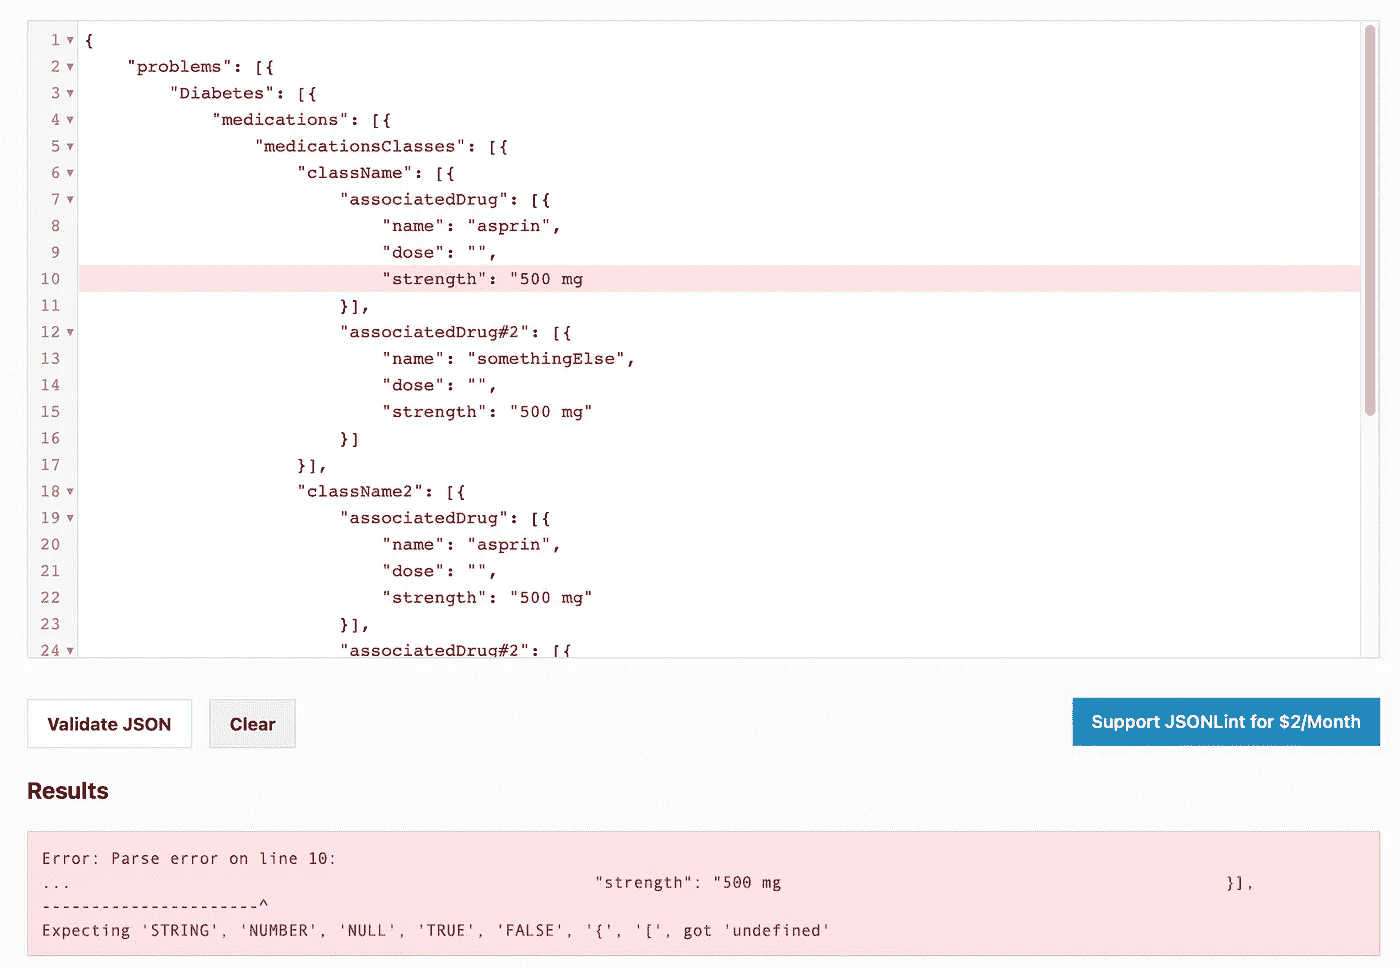 1 {
2 "problems": [{
3 "Diabetes": [{
4 "medications": [{
5 "medicationsClasses": [{
6 "className": [{
7 "associatedDrug": [{
8 "name": "asprin",
9 "dose": "",
10 "strength": "500 mg
11 }],
12 "associatedDrug#2": [{
13 "name": "somethingElse",
14 "dose": "",
15 "strength": "500 mg"
16 }]
17 }],
18 "className2": [{
19 "associatedDrug": [{
20 "name": "asprin",
21 "dose": "",
22 "strength": "500 mg"
23 }],
24 "associatedDrug#2": [{
Validate JSON Clear Support JSONLint for $2/Month
Results
Error: Parse error on line 10:
... "strength": "500 mg }],
----------------------^
Expecting 'STRING', 'NUMBER', 'NULL', 'TRUE', 'FALSE', '{', '[', got 'undefined'